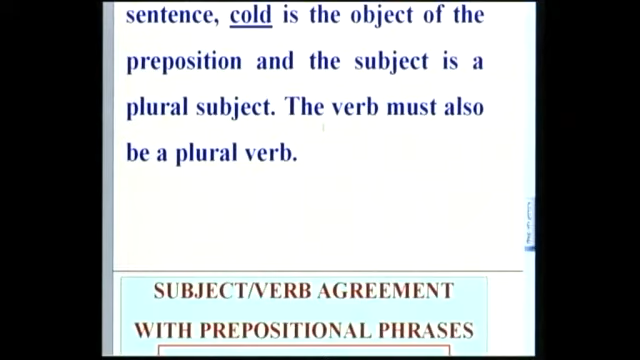 sentence, cold is the object of the
preposition and the subject is a
plural subject. The verb must also
be a plural verb.
SUBJECT/VERB AGREEMENT
WITH PREPOSITIONAL PHRASES